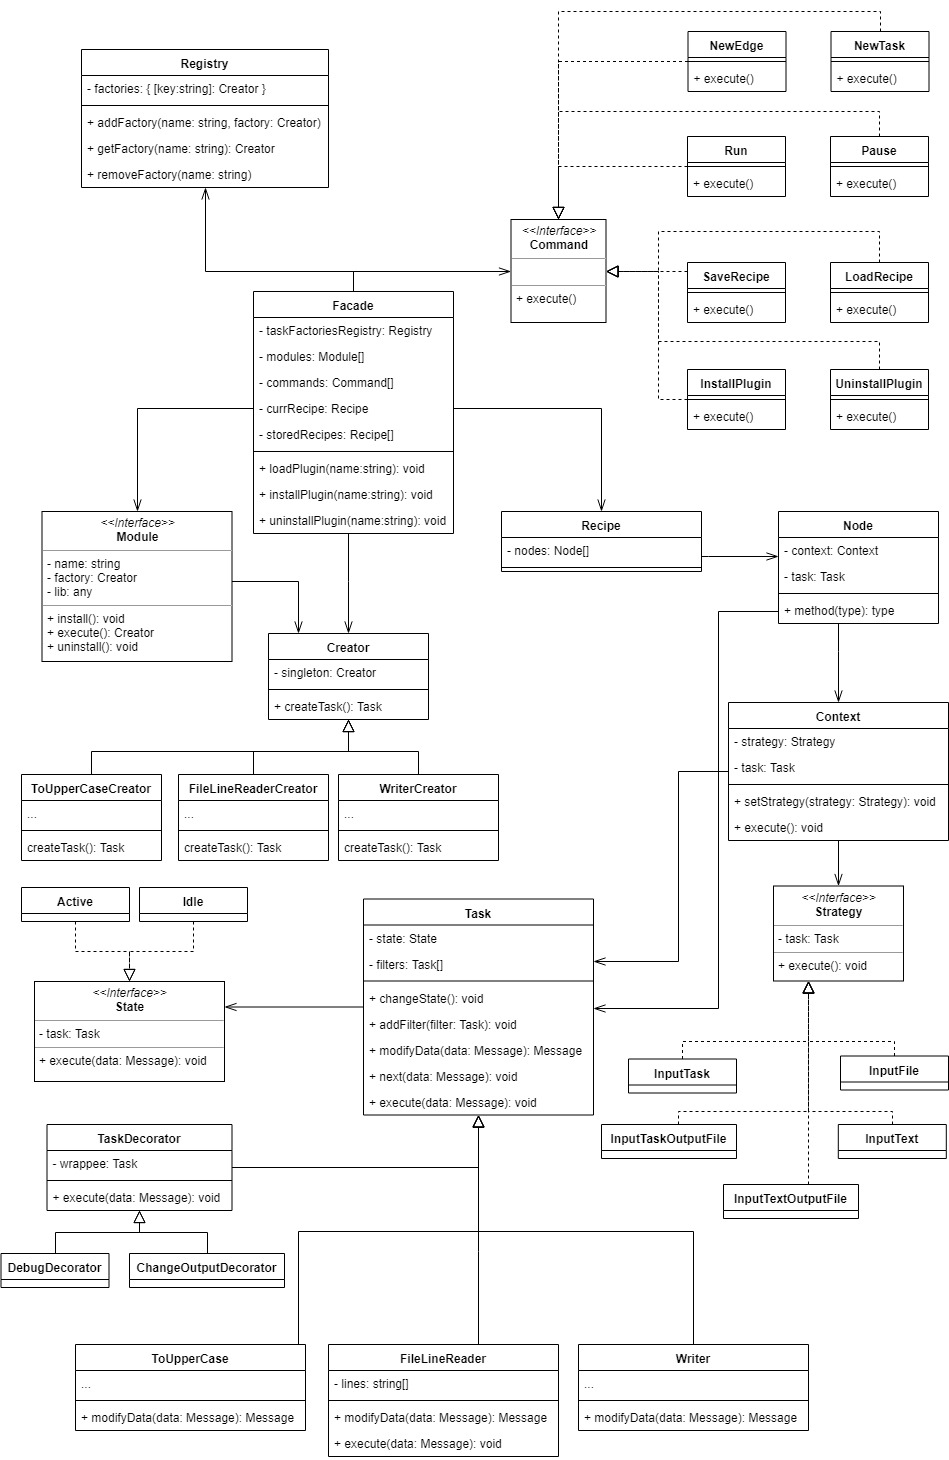 Registry
- factories: { [key:string]: Creator }
+ addFactory(name: string, factory: Creator)
+ getFactory(name: string): Creator
+ removeFactory(name: string)
NewEdge
+ execute()
NewTask
+ execute()
Run
+ execute()
Pause
+ execute()
<<Interface>>
Command
+ execute()
SaveRecipe
+ execute()
LoadRecipe
+ execute()
InstallPlugin
+ execute()
UninstallPlugin
+ execute()
Facade
- taskFactoriesRegistry: Registry
- modules: Module[]
- commands: Command[]
- currRecipe: Recipe
- storedRecipes: Recipe[]
+ loadPlugin(name:string): void
+ installPlugin(name:string): void
+ uninstallPlugin(name:string): void
<<Interface>>
Module
- name: string
- factory: Creator
- lib: any
+ install(): void
+ execute(): Creator
+ uninstall(): void
Recipe
- nodes: Node[]
Node
- context: Context
- task: Task
+ method(type): type
Creator
- singleton: Creator
+ createTask(): Task
Context
- strategy: Strategy
- task: Task
+ setStrategy(strategy: Strategy): void
+ execute(): void
ToUpperCaseCreator
...
createTask(): Task
FileLineReaderCreator
...
createTask(): Task
WriterCreator
...
createTask(): Task
Active
Idle
<<Interface>>
State
- task: Task
+ execute(data: Message): void
Task
- state: State
- filters: Task[]
+ changeState(): void
+ addFilter(filter: Task): void
+ modifyData(data: Message): Message
+ next(data: Message): void
+ execute(data: Message): void
<<Interface>>
Strategy
- task: Task
+ execute(): void
InputTask
InputFile
InputTaskOutputFile
InputText
InputTextOutputFile
TaskDecorator
- wrappee: Task
+ execute(data: Message): void
DebugDecorator
ChangeOutputDecorator
ToUpperCase
...
+ modifyData(data: Message): Message
FileLineReader
- lines: string[]
+ modifyData(data: Message): Message
+ execute(data: Message): void
Writer
...
+ modifyData(data: Message): Message